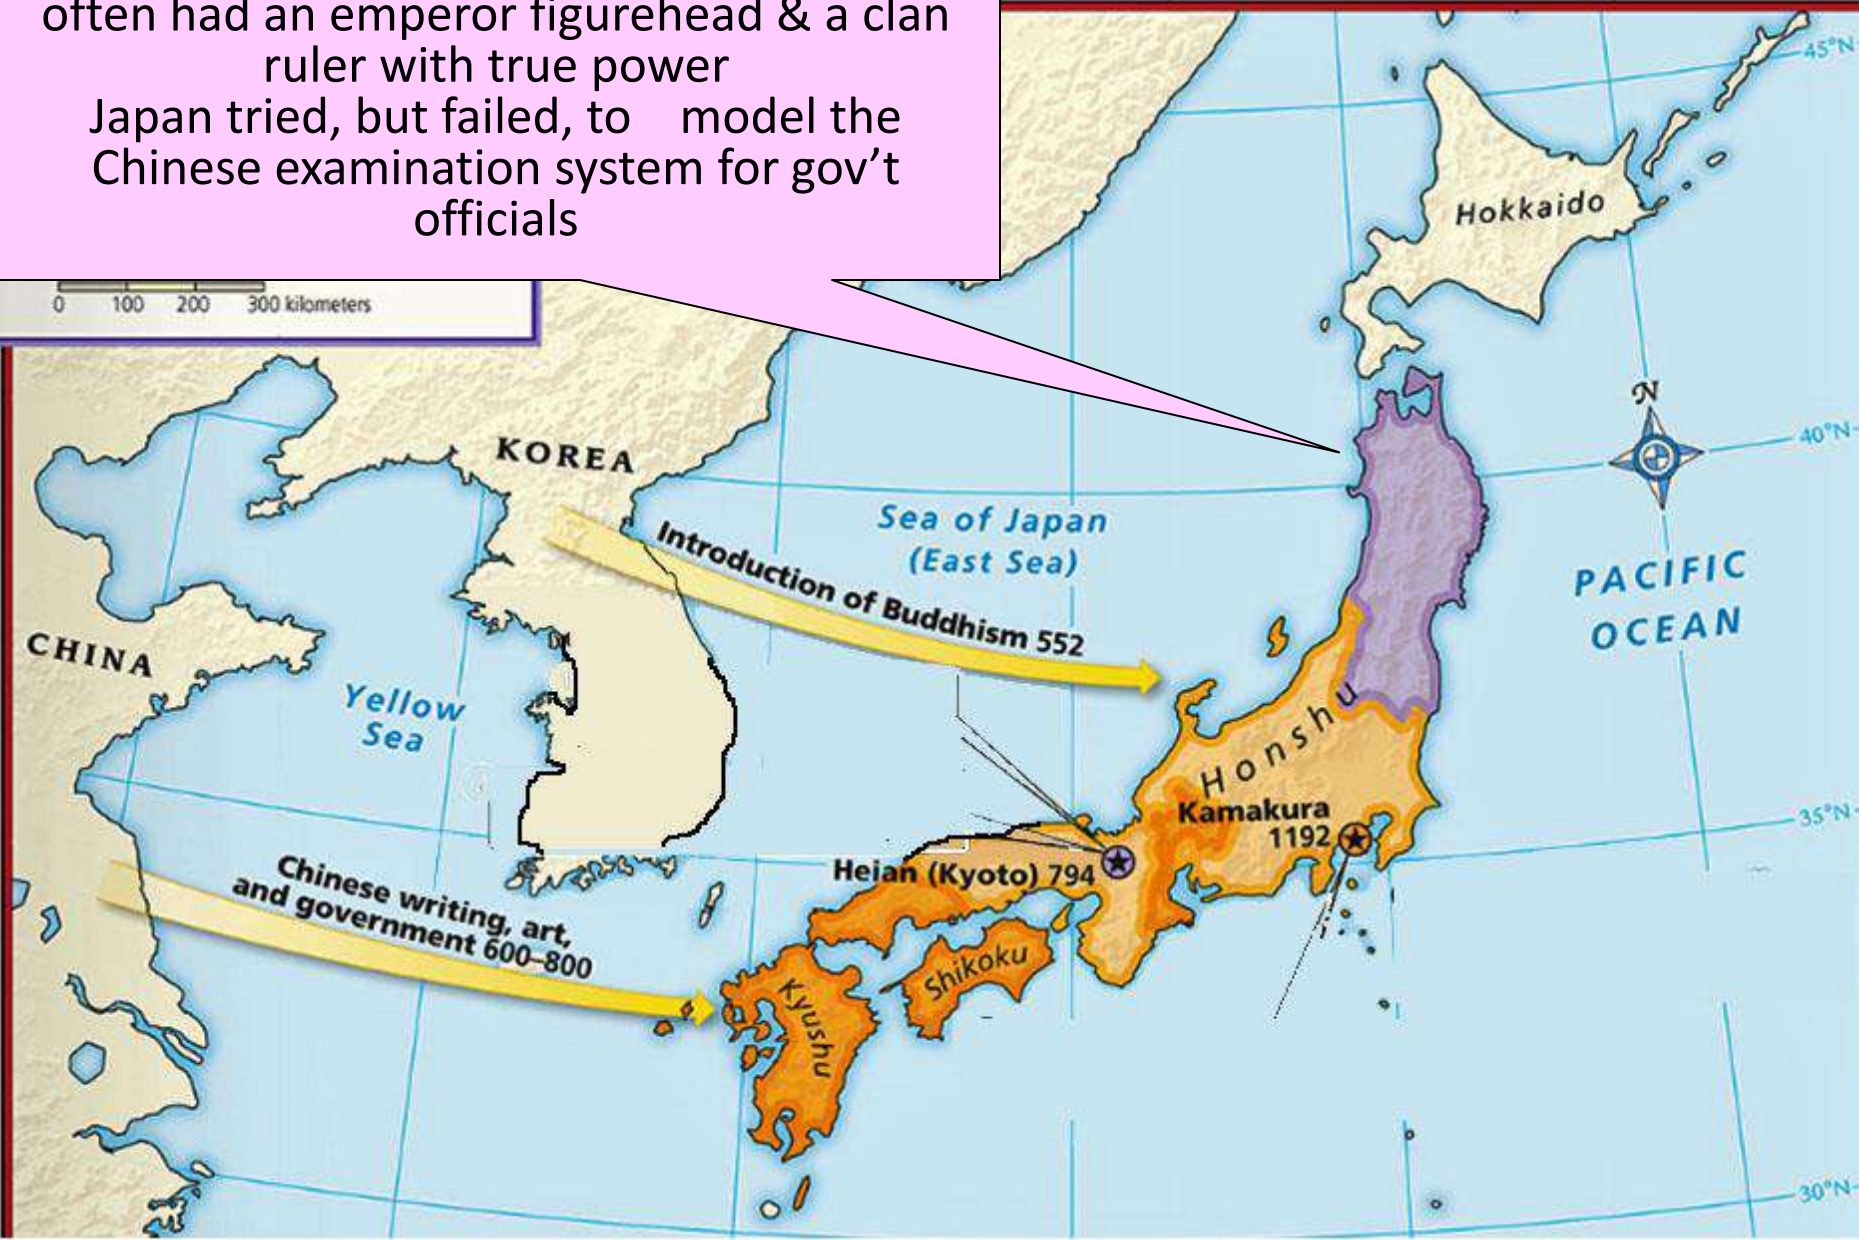 often had an emperor figurehead & a clan
ruler with true power
Japan tried, but failed, to model the
Chinese examination system for gov’t
officials
0 100 200 300 kilometers
45°N
Hokkaido
N
40°N
KOREA
Sea of Japan
(East Sea)
Introduction of Buddhism 552
PACIFIC
OCEAN
CHINA
Yellow
Sea
Honshu
Kamakura
1192
35°N
Heian (Kyoto) 794
Chinese writing, art,
and government 600–800
Shikoku
Kyushu
30°N